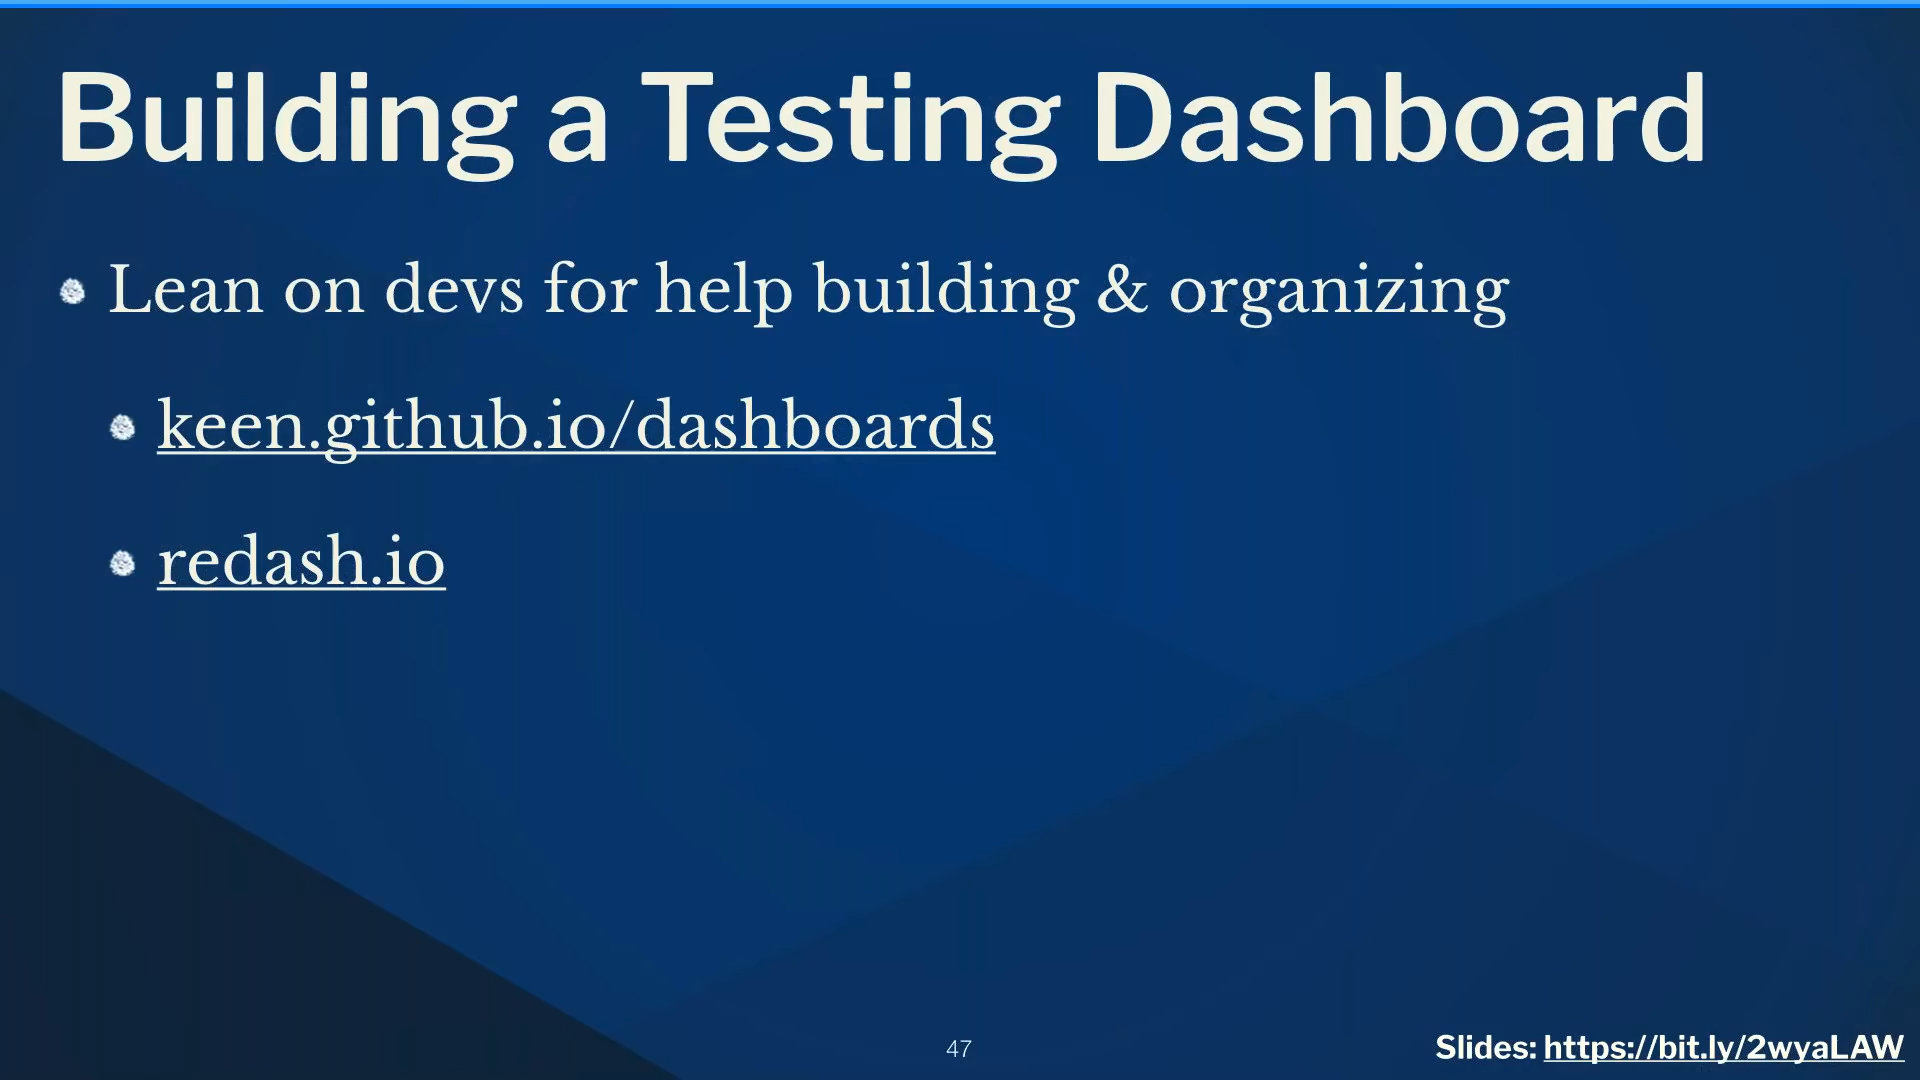 Building a Testing Dashboard
Lean on devs for help building & organizing
keen.github.io/dashboards
redash.io
47
Slides: https://bit.ly/2wyaLAW